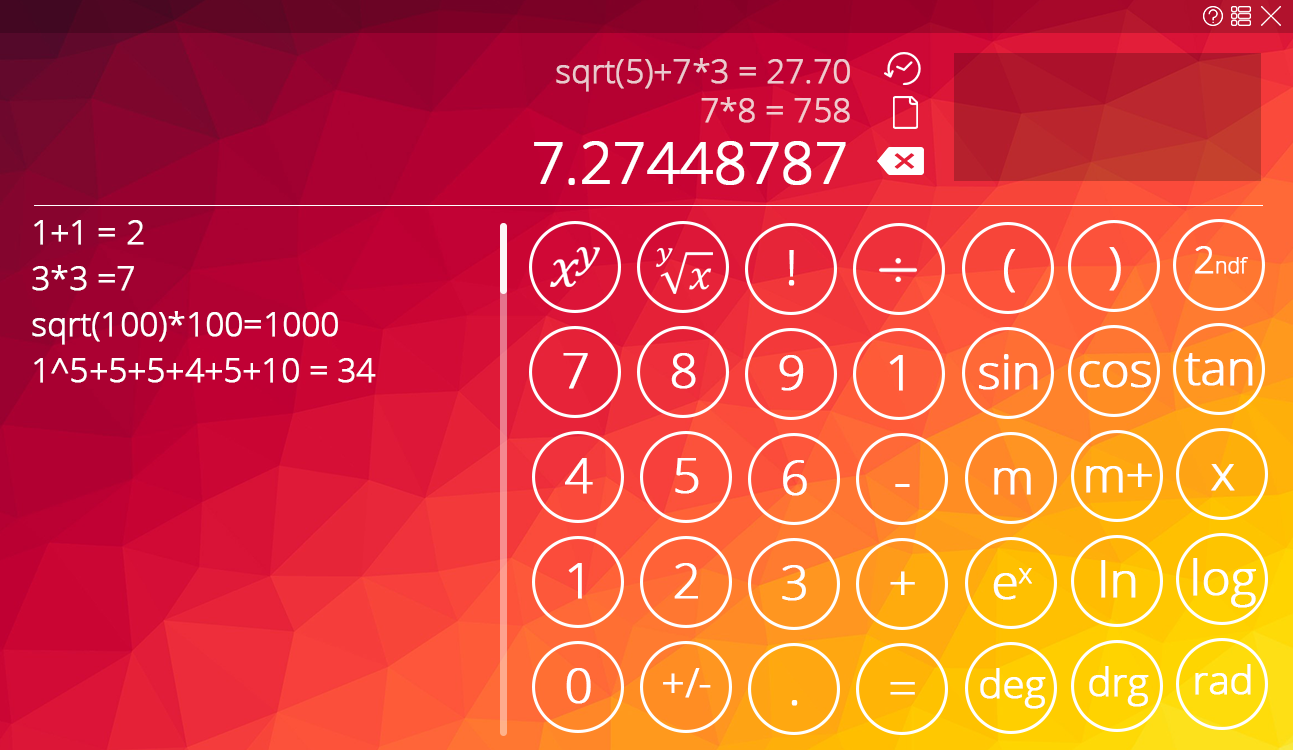 sqrt(5)+7*3 = 27.70
7*8 = 758
7.27448787
1+1 = 2
3*3 =7
sqrt(100)*100=1000
1^5+5+5+4+5+10 = 34
xʸ ʸ√x ! ÷ ( ) 2ndf
7 8 9 1 sin cos tan
4 5 6 - m m+ x
1 2 3 + eˣ ln log
0 +/- . = deg drg rad